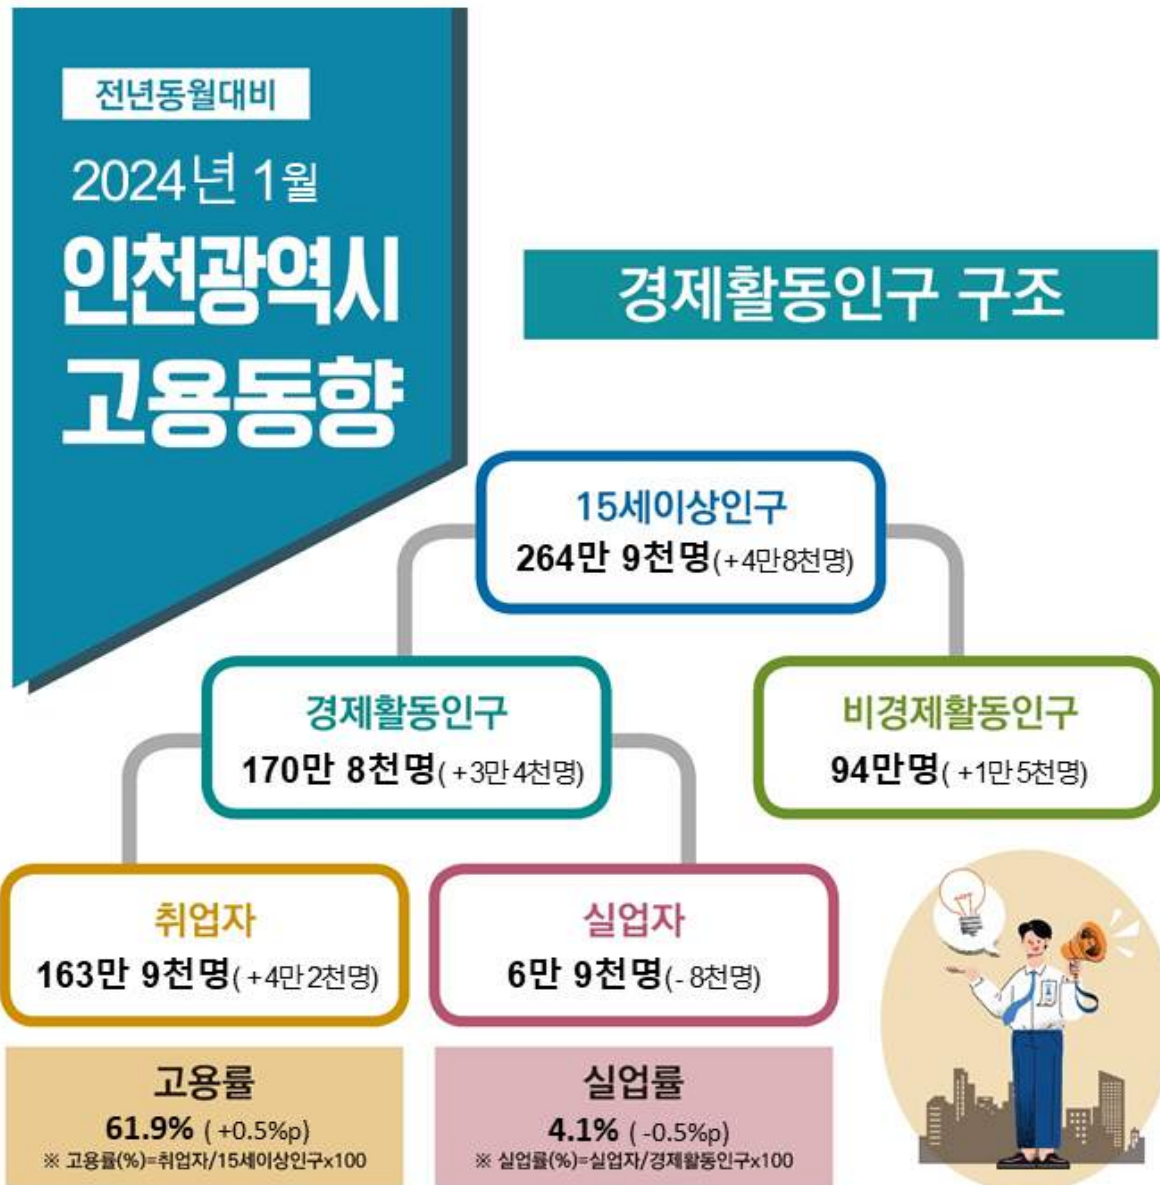 전년동월대비
2024년 1월
인천광역시
고용동향
경제활동인구 구조
15세이상인구
264만 9천명(+4만8천명)
경제활동인구
170만 8천명( +3만 4천명)
비경제활동인구
94만명( +1만 5천명)
취업자
163만 9천명( +4만 2천명)
실업자
6만 9천명(- 8천명)
고용률
61.9% ( +0.5%p)
※ 고용률(%)=취업자/15세이상인구x100
실업률
4.1% ( -0.5%p)
※ 실업률(%)=실업자/경제활동인구x100